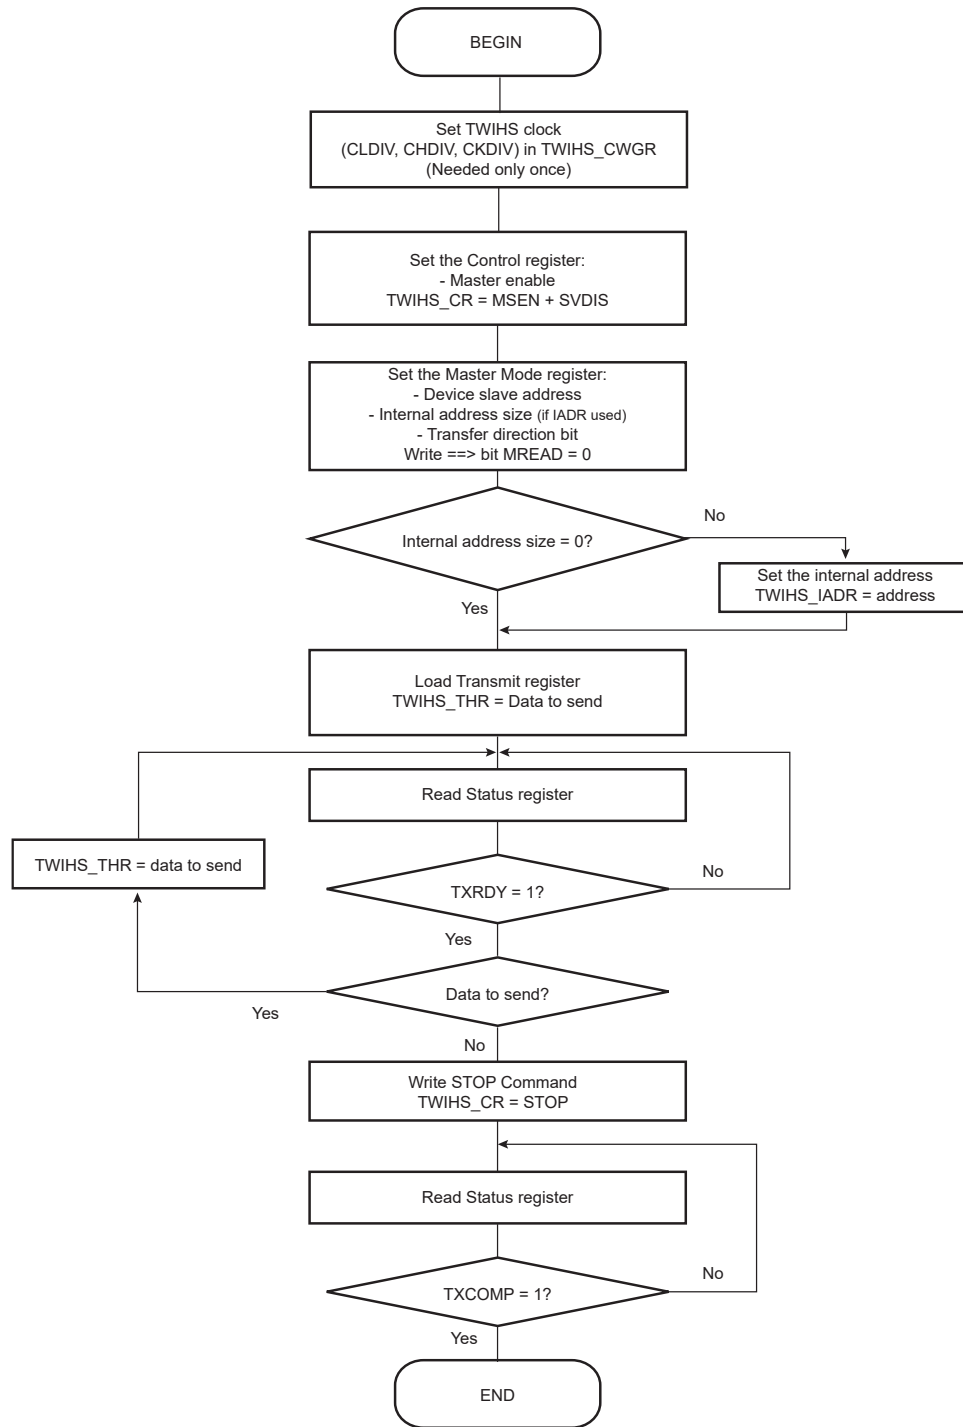 BEGIN
Set TWIHS clock
(CLDIV, CHDIV, CKDIV) in TWIHS_CWGR
(Needed only once)
Set the Control register:
- Master enable
TWIHS_CR = MSEN + SVDIS
Set the Master Mode register:
- Device slave address
- Internal address size (if IADR used)
- Transfer direction bit
Write ==> bit MREAD = 0
No
Internal address size = 0?
Set the internal address
TWIHS_IADR = address
Yes
Load Transmit register
TWIHS_THR = Data to send
Read Status register
TWIHS_THR = data to send
No
TXRDY = 1?
Yes
Data to send?
Yes
No
Write STOP Command
TWIHS_CR = STOP
Read Status register
No
TXCOMP = 1?
Yes
END